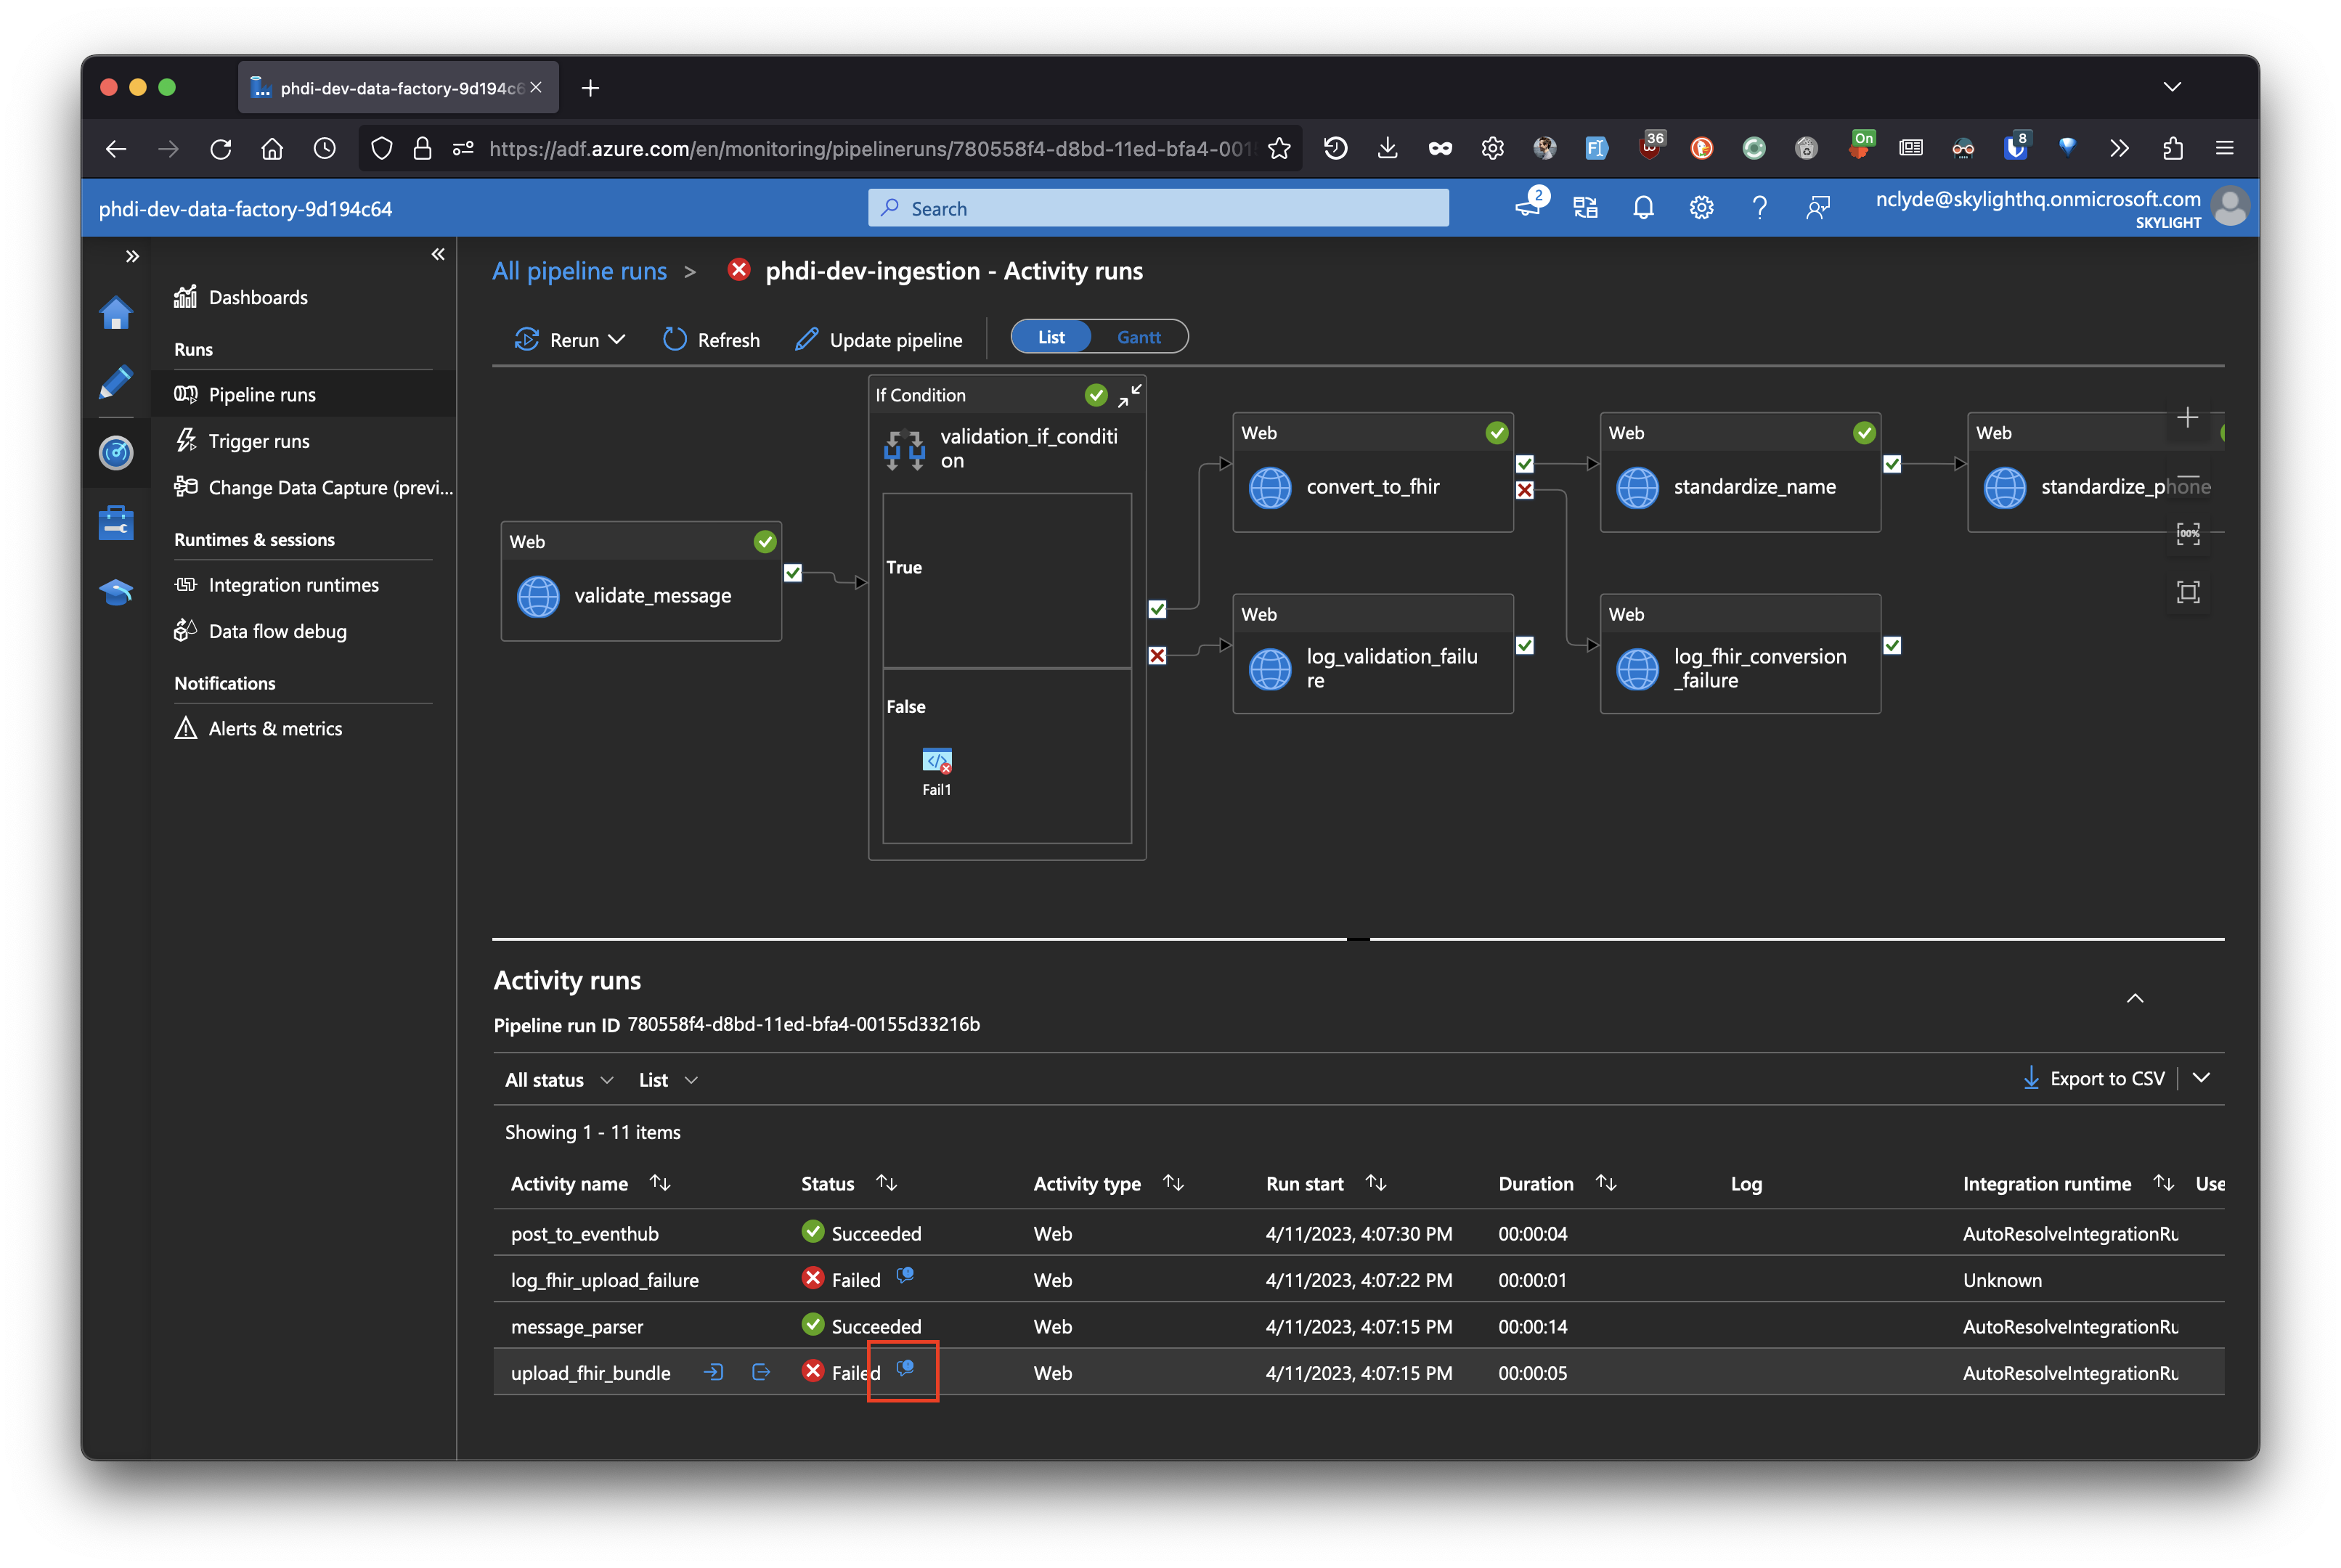 phdi-dev-data-factory-9d194c6
https://adf.azure.com/en/monitoring/pipelineruns/780558f4-d8bd-11ed-bfa4-001
36
On
8
phdi-dev-data-factory-9d194c64
Search
2
nclyde@skylighthq.onmicrosoft.com
SKYLIGHT
Dashboards
Runs
Pipeline runs
Trigger runs
Change Data Capture (previ...
Runtimes & sessions
Integration runtimes
Data flow debug
Notifications
Alerts & metrics
All pipeline runs > phdi-dev-ingestion - Activity runs
Rerun Refresh Update pipeline List Gantt
Web
validate_message
If Condition
validation_if_conditi
on
True
False
Fail1
Web
convert_to_fhir
Web
standardize_name
Web
standardize_phone
100%
Web
log_validation_failu
re
Web
log_fhir_conversion
_failure
Activity runs
Pipeline run ID 780558f4-d8bd-11ed-bfa4-00155d33216b
All status List Export to CSV
Showing 1 - 11 items
Activity name Status Activity type Run start Duration Log Integration runtime Use
post_to_eventhub Succeeded Web 4/11/2023, 4:07:30 PM 00:00:04 AutoResolveIntegrationRu
log_fhir_upload_failure Failed Web 4/11/2023, 4:07:22 PM 00:00:01 Unknown
message_parser Succeeded Web 4/11/2023, 4:07:15 PM 00:00:14 AutoResolveIntegrationRu
upload_fhir_bundle Failed Web 4/11/2023, 4:07:15 PM 00:00:05 AutoResolveIntegrationRu